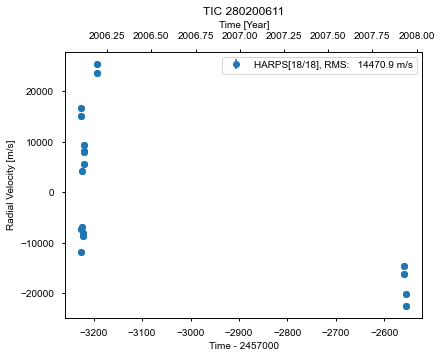 TIC 280200611
Time [Year]
2006.25 2006.50 2006.75 2007.00 2007.25 2007.50 2007.75 2008.00
HARPS[18/18], RMS: 14470.9 m/s
20000
10000
0
−10000
−20000
Radial Velocity [m/s]
−3200 −3100 −3000 −2900 −2800 −2700 −2600
Time - 2457000